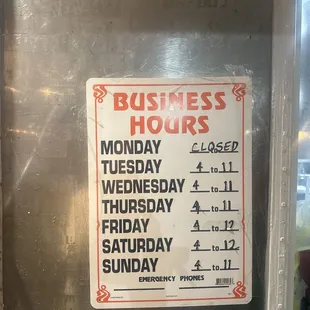 BUSINESS
HOURS
MONDAY CLOSED
TUESDAY 4 to 11
WEDNESDAY 4 to 11
THURSDAY 4 to 11
FRIDAY 4 to 12
SATURDAY 4 to 12
SUNDAY 4 to 11
EMERGENCY PHONES